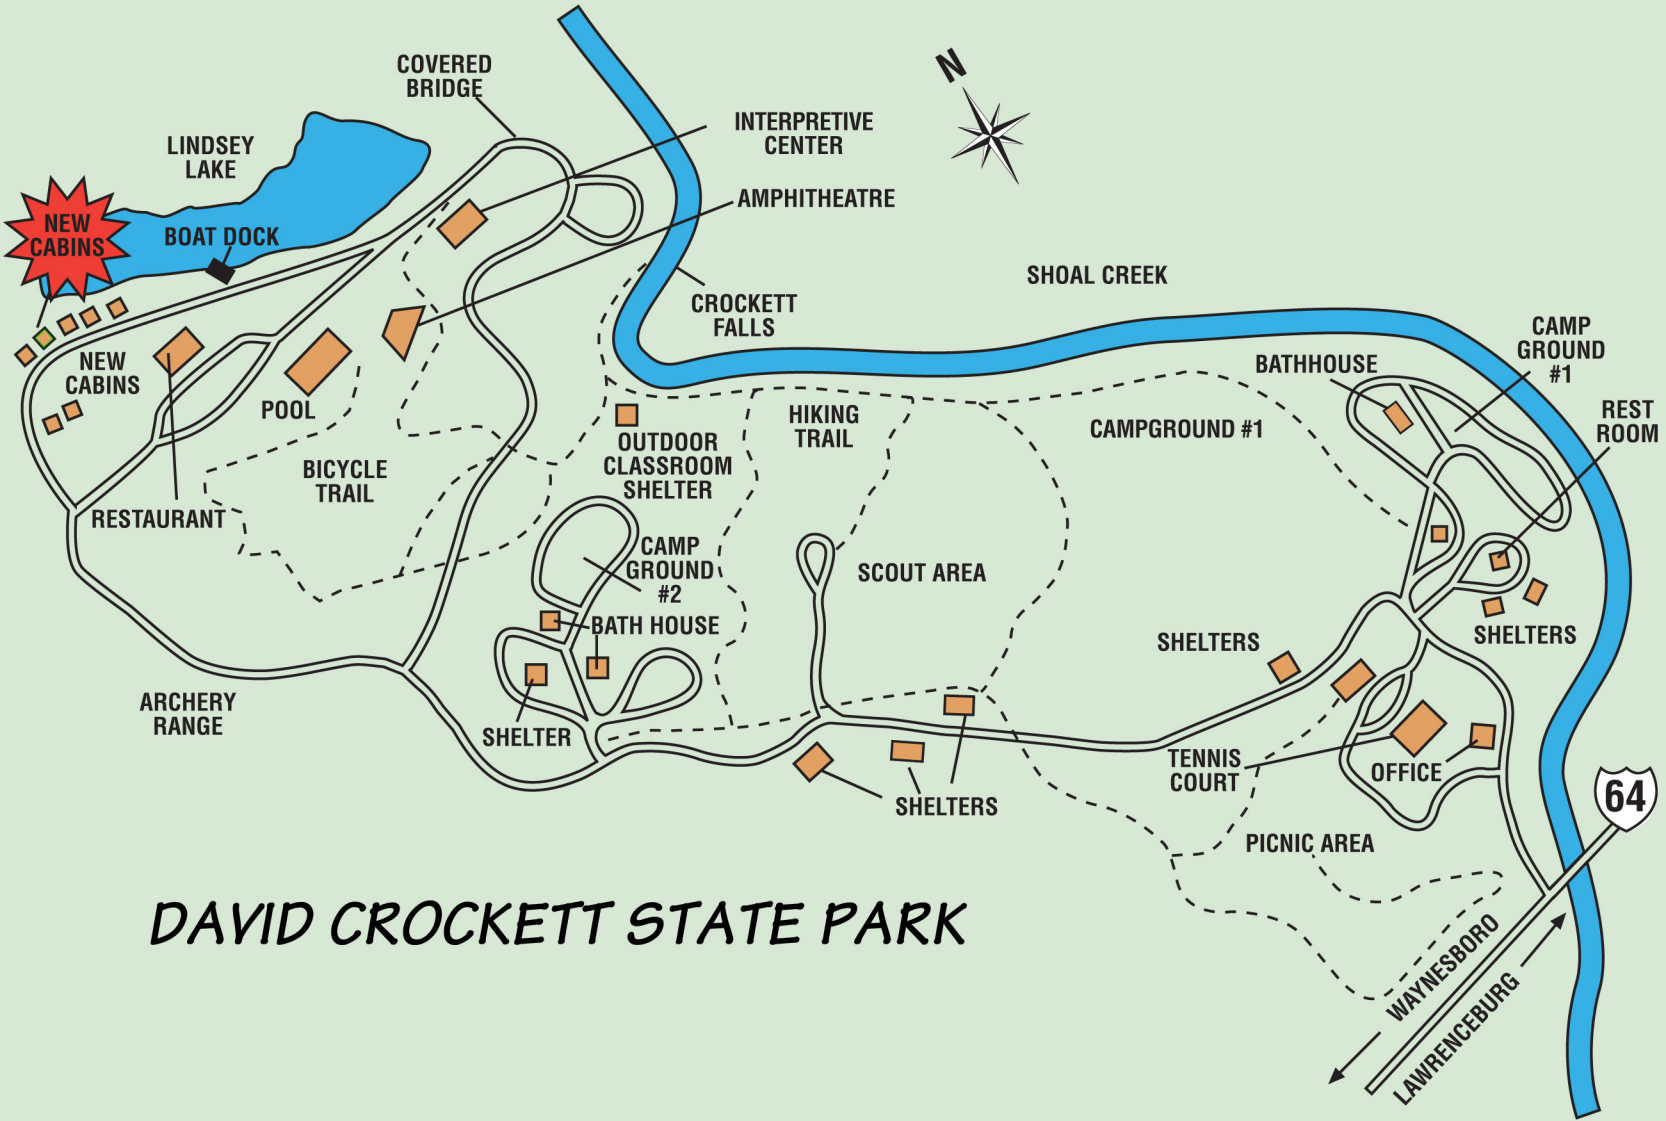 COVERED
BRIDGE
N
INTERPRETIVE
CENTER
LINDSEY
LAKE
AMPHITHEATRE
NEW
CABINS
BOAT DOCK
SHOAL CREEK
CROCKETT
FALLS
CAMP
GROUND
#1
BATHHOUSE
NEW
CABINS
POOL
REST
ROOM
HIKING
TRAIL
CAMPGROUND #1
OUTDOOR
CLASSROOM
SHELTER
BICYCLE
TRAIL
RESTAURANT
CAMP
GROUND
#2
SCOUT AREA
BATH HOUSE
SHELTERS
SHELTERS
ARCHERY
RANGE
SHELTER
TENNIS
COURT
OFFICE
SHELTERS
64
PICNIC AREA
DAVID CROCKETT STATE PARK
WAYNESBORO
LAWRENCEBURG